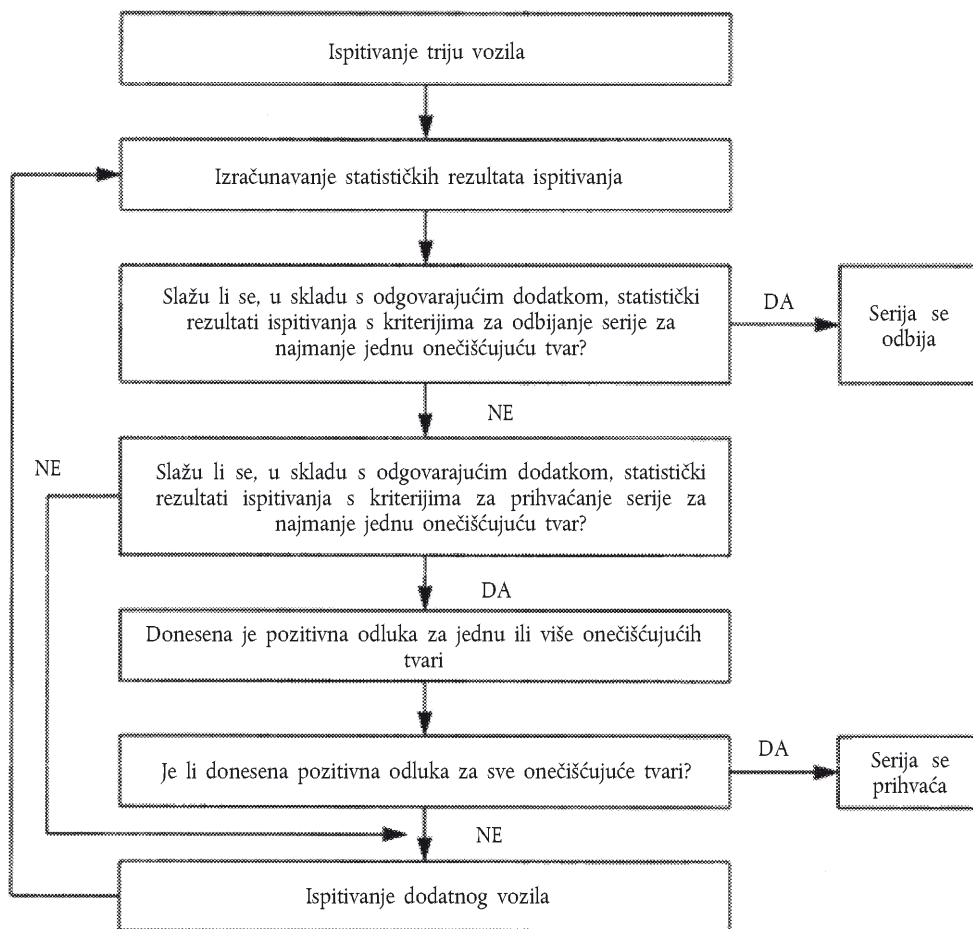 Ispitivanje triju vozila
Izračunavanje statističkih rezultata ispitivanja
Slažu li se, u skladu s odgovarajućim dodatkom, statistički
rezultati ispitivanja s kriterijima za odbijanje serije za
najmanje jednu onečišćujuću tvar?
DA
Serija se
odbija
NE
NE
Slažu li se, u skladu s odgovarajućim dodatkom, statistički
rezultati ispitivanja s kriterijima za prihvaćanje serije za
najmanje jednu onečišćujuću tvar?
DA
Donesena je pozitivna odluka za jednu ili više onečišćujućih
tvari
Je li donesena pozitivna odluka za sve onečišćujuće tvari?
DA
Serija se
prihvaća
NE
Ispitivanje dodatnog vozila